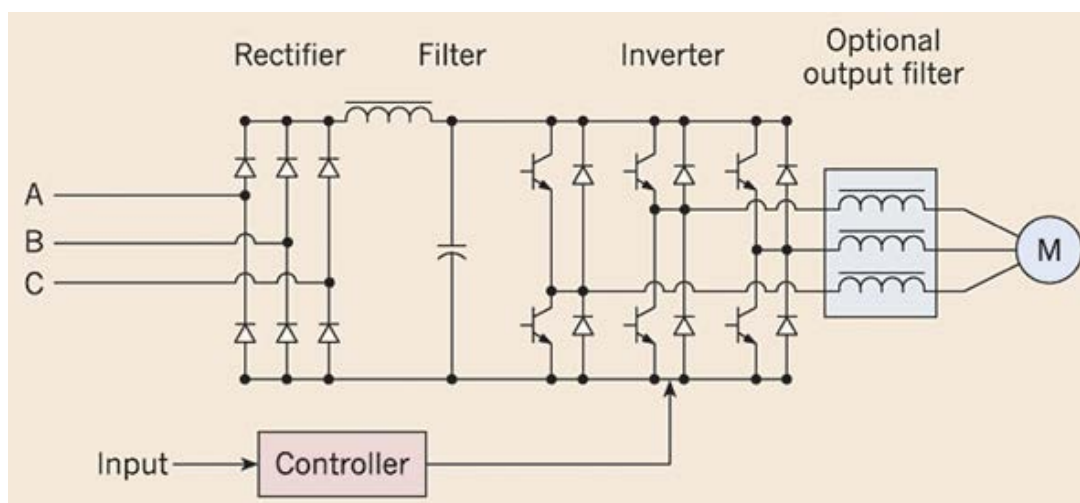 Rectifier
Filter
Inverter
Optional
output filter
A
B
C
M
Input
Controller